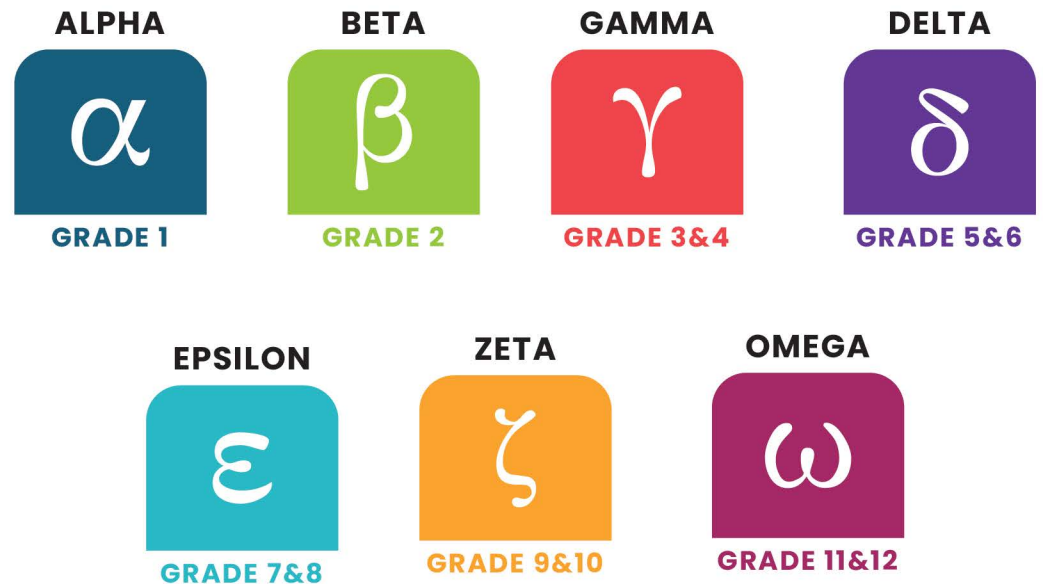 ALPHA
α
GRADE 1
BETA
β
GRADE 2
GAMMA
γ
GRADE 3&4
DELTA
δ
GRADE 5&6
EPSILON
ε
GRADE 7&8
ZETA
ζ
GRADE 9&10
OMEGA
ω
GRADE 11&12